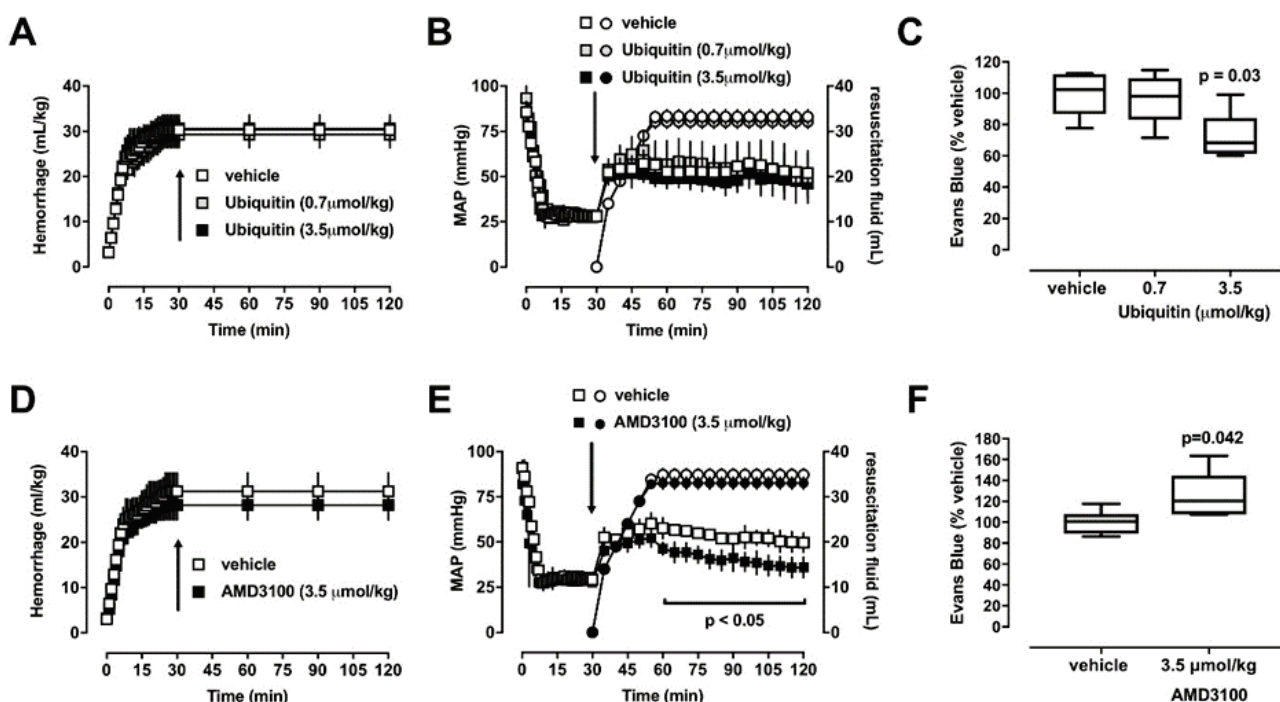 A
Hemorrhage (mL/kg)
40
30
20
10
0
vehicle
Ubiquitin (0.7μmol/kg)
Ubiquitin (3.5μmol/kg)
0 15 30 45 60 75 90 105 120
Time (min)
B
vehicle
Ubiquitin (0.7μmol/kg)
Ubiquitin (3.5μmol/kg)
MAP (mmHg)
100
75
50
25
0
40
30
20
10
0
resuscitation fluid (mL)
0 15 30 45 60 75 90 105 120
Time (min)
C
Evans Blue (% vehicle)
120
100
80
60
40
20
0
p = 0.03
vehicle 0.7 3.5
Ubiquitin (μmol/kg)
D
Hemorrhage (ml/kg)
40
30
20
10
0
vehicle
AMD3100 (3.5 μmol/kg)
0 15 30 45 60 75 90 105 120
Time (min)
E
vehicle
AMD3100 (3.5 μmol/kg)
MAP (mmHg)
100
75
50
25
0
40
30
20
10
0
resuscitation fluid (mL)
p < 0.05
0 15 30 45 60 75 90 105 120
Time (min)
F
Evans Blue (% vehicle)
180
160
140
120
100
80
60
40
20
0
p=0.042
vehicle 3.5 μmol/kg
AMD3100